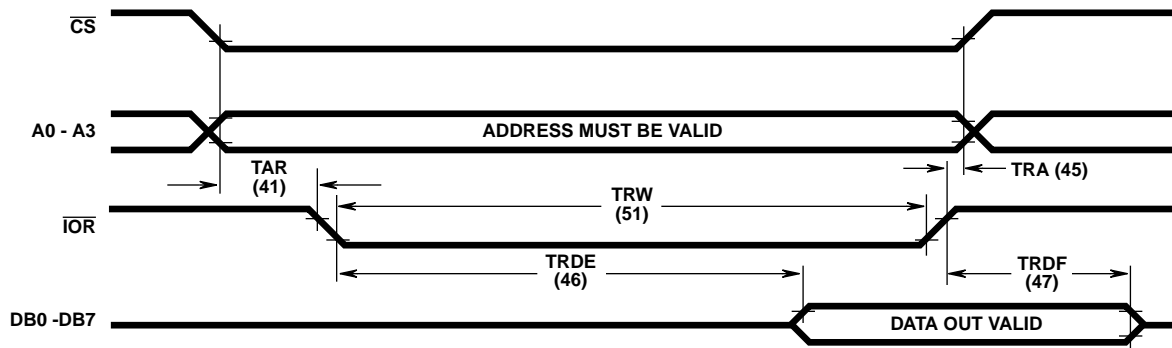 CS
A0 - A3
ADDRESS MUST BE VALID
TAR
(41)
TRA (45)
TRW
(51)
IOR
TRDE
(46)
TRDF
(47)
DB0 -DB7
DATA OUT VALID